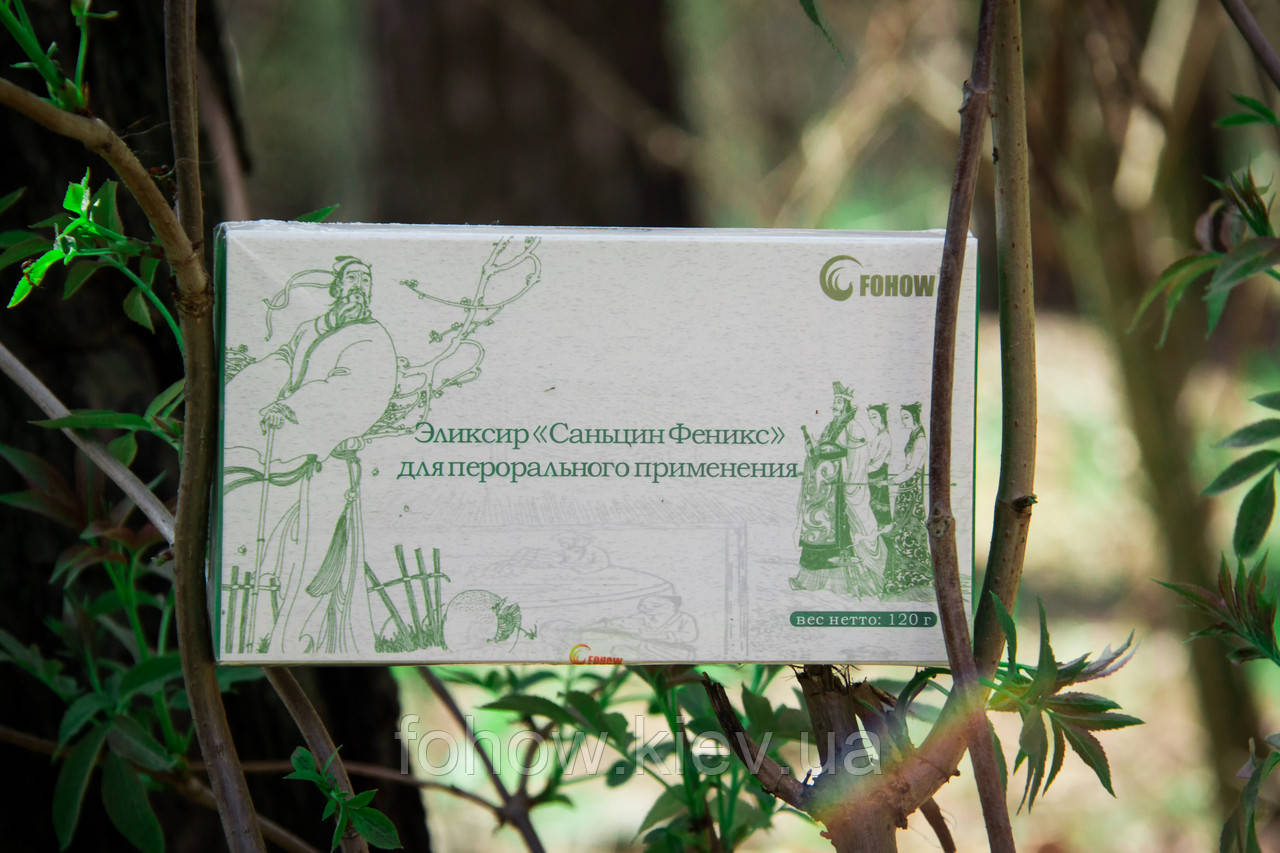 FOHOW
Эликсир «Саньцин Феникс»
для перорального применения
вес нетто: 120 г
FOHOW
fohow.kiev.ua